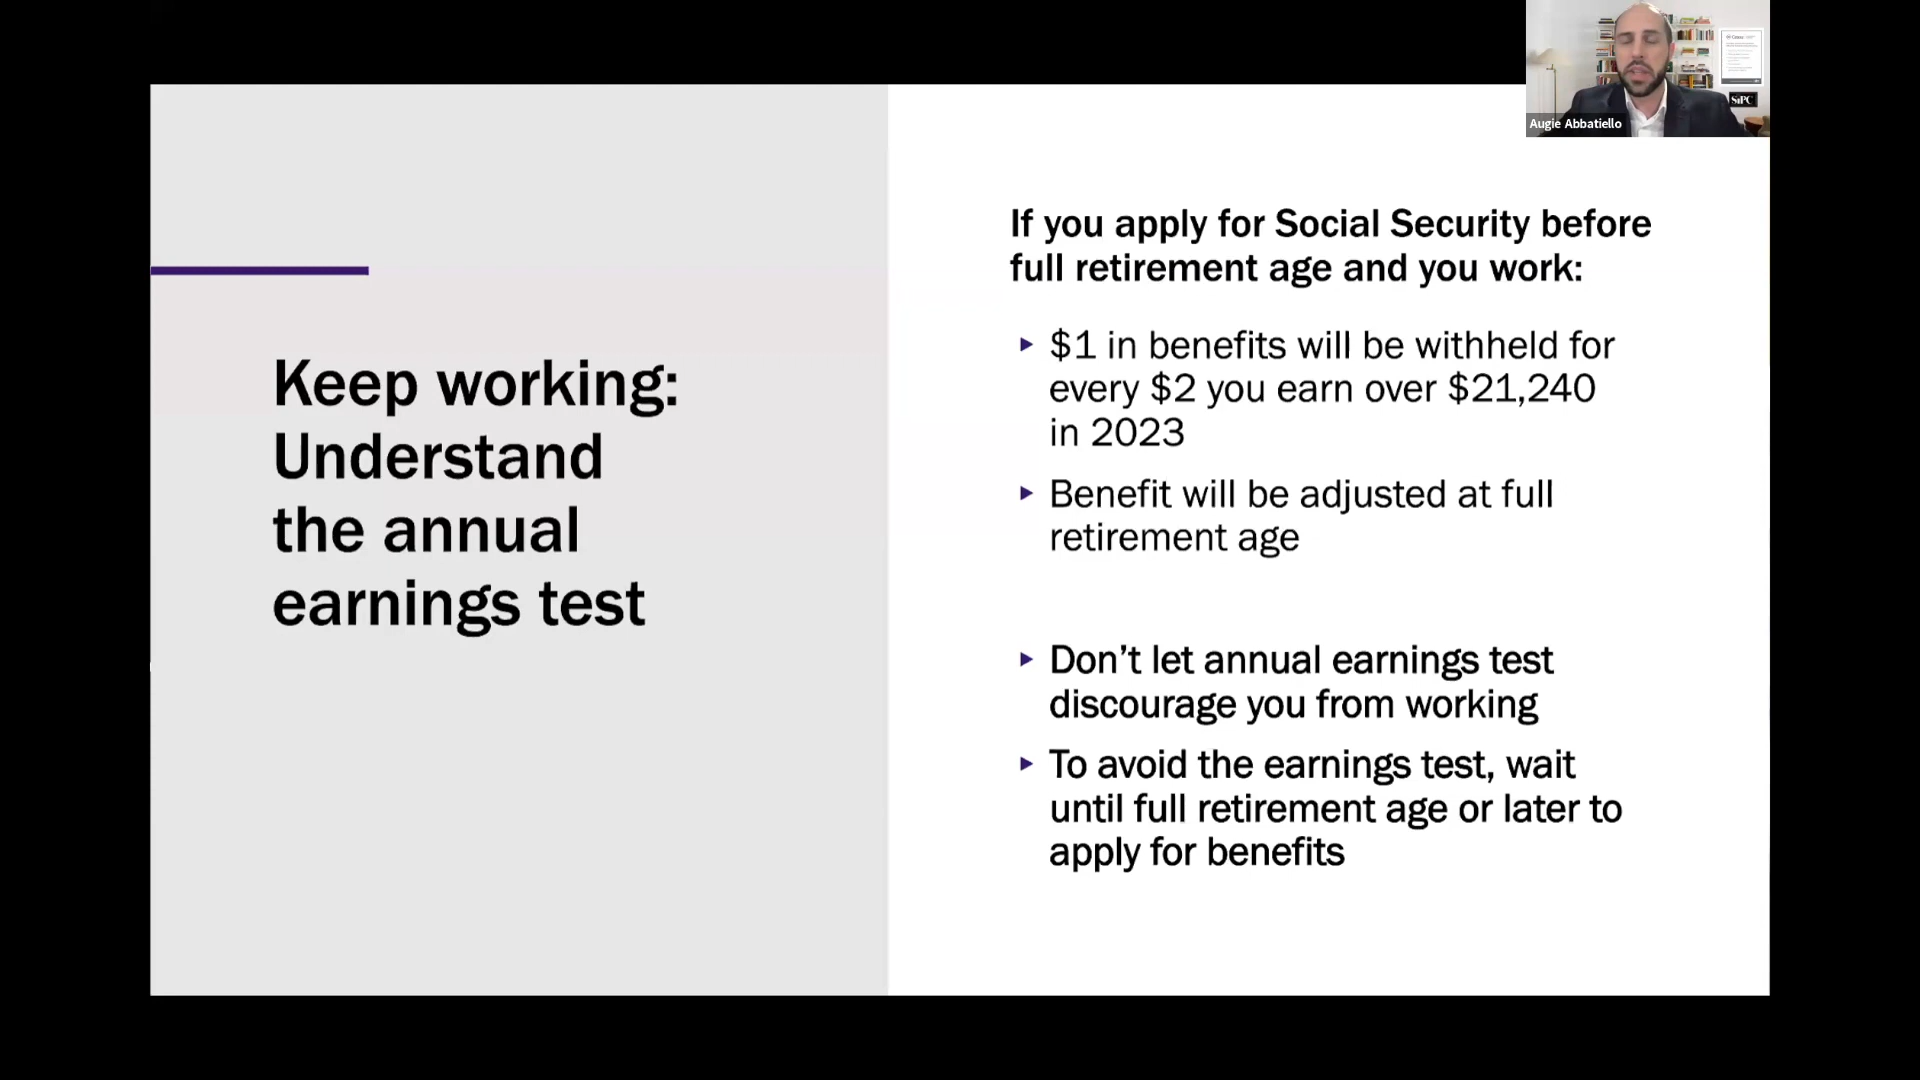 SIPC
Augie Abbatiello
Keep working:
Understand
the annual
earnings test
If you apply for Social Security before
full retirement age and you work:
$1 in benefits will be withheld for
every $2 you earn over $21,240
in 2023
Benefit will be adjusted at full
retirement age
Don’t let annual earnings test
discourage you from working
To avoid the earnings test, wait
until full retirement age or later to
apply for benefits